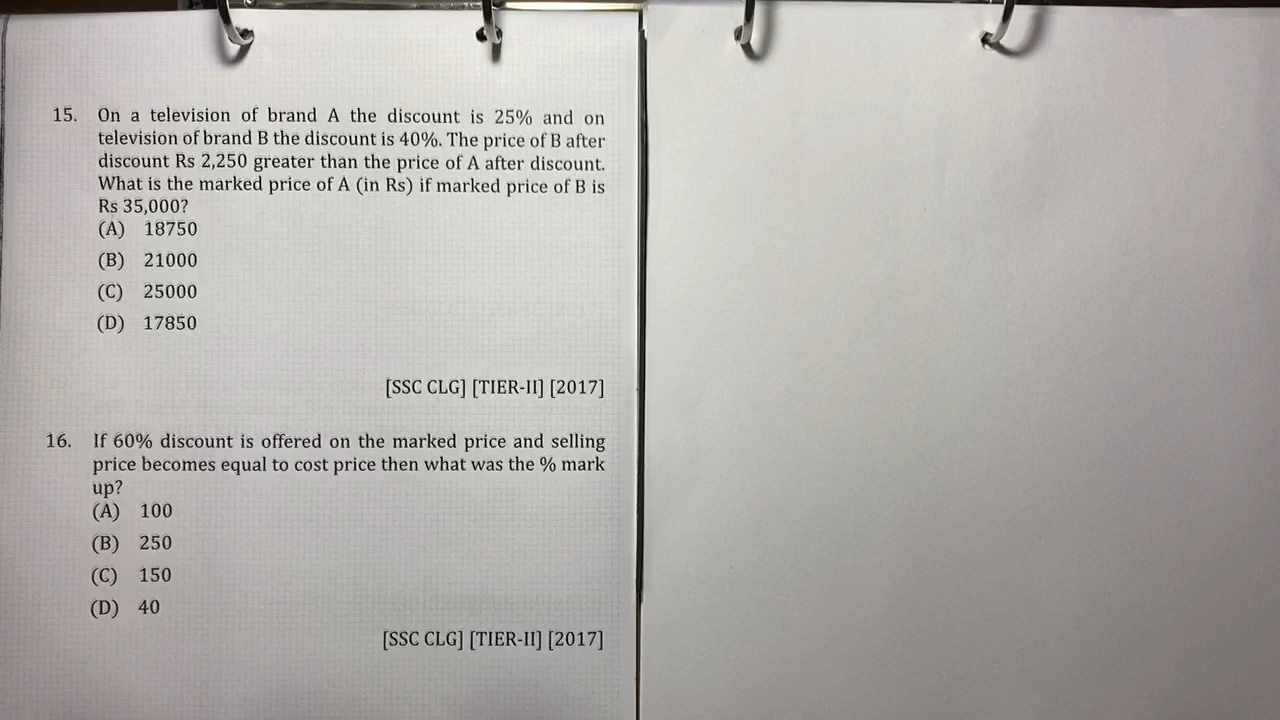 15. On a television of brand A the discount is 25% and on
television of brand B the discount is 40%. The price of B after
discount Rs 2,250 greater than the price of A after discount.
What is the marked price of A (in Rs) if marked price of B is
Rs 35,000?
(A) 18750
(B) 21000
(C) 25000
(D) 17850
[SSC CLG] [TIER-II] [2017]
16. If 60% discount is offered on the marked price and selling
price becomes equal to cost price then what was the % mark
up?
(A) 100
(B) 250
(C) 150
(D) 40
[SSC CLG] [TIER-II] [2017]